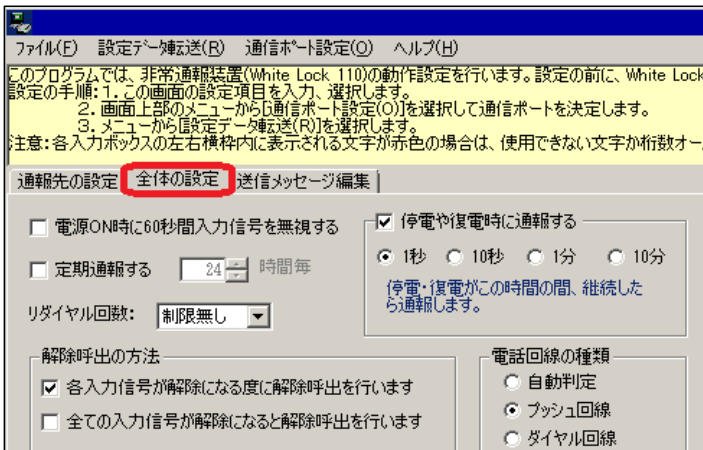 ファイル(F) 設定データ転送(R) 通信ポート設定(O) ヘルプ(H)
このプログラムでは、非常通報装置(White Lock 110)の動作設定を行います。設定の前に、White Lock
設定の手順：1. この画面の設定項目を入力、選択します。
2. 画面上部のメニューから[通信ポート設定(O)]を選択して通信ポートを決定します。
3. メニューから[設定データ転送(R)]を選択します。
注意：各入力ボックスの左右横枠内に表示される文字が赤色の場合は、使用できない文字か桁数オー
通報先の設定 全体の設定 送信メッセージ編集
電源ON時に60秒間入力信号を無視する
定期通報する 24 時間毎
リダイヤル回数： 制限無し
停電や復電時に通報する
1秒 10秒 1分 10分
停電・復電がこの時間の間、継続した
ら通報します。
解除呼出の方法
各入力信号が解除になる度に解除呼出を行います
全ての入力信号が解除になると解除呼出を行います
電話回線の種類
自動判定
プッシュ回線
ダイヤル回線